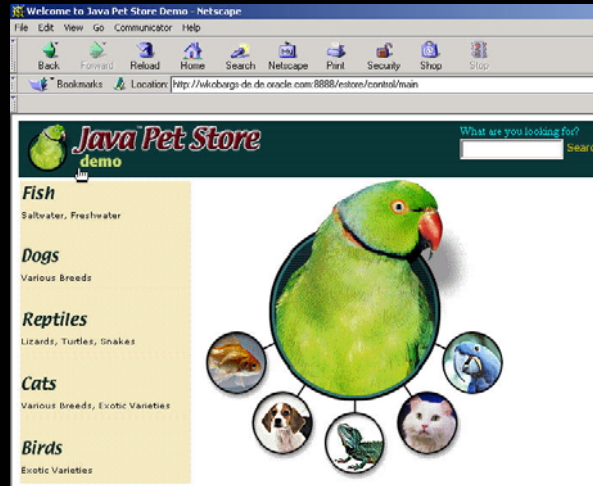 Welcome to Java Pet Store Demo - Netscape
File Edit View Go Communicator Help
Back Forward Reload Home Search Netscape Print Security Shop Stop
Bookmarks Location: http://wkobargs-de.de.oracle.com:8888/estore/control/main
Java Pet Store
demo
What are you looking for?
Searc
Fish
Saltwater, Freshwater
Dogs
Various Breeds
Reptiles
Lizards, Turtles, Snakes
Cats
Various Breeds, Exotic Varieties
Birds
Exotic Varieties